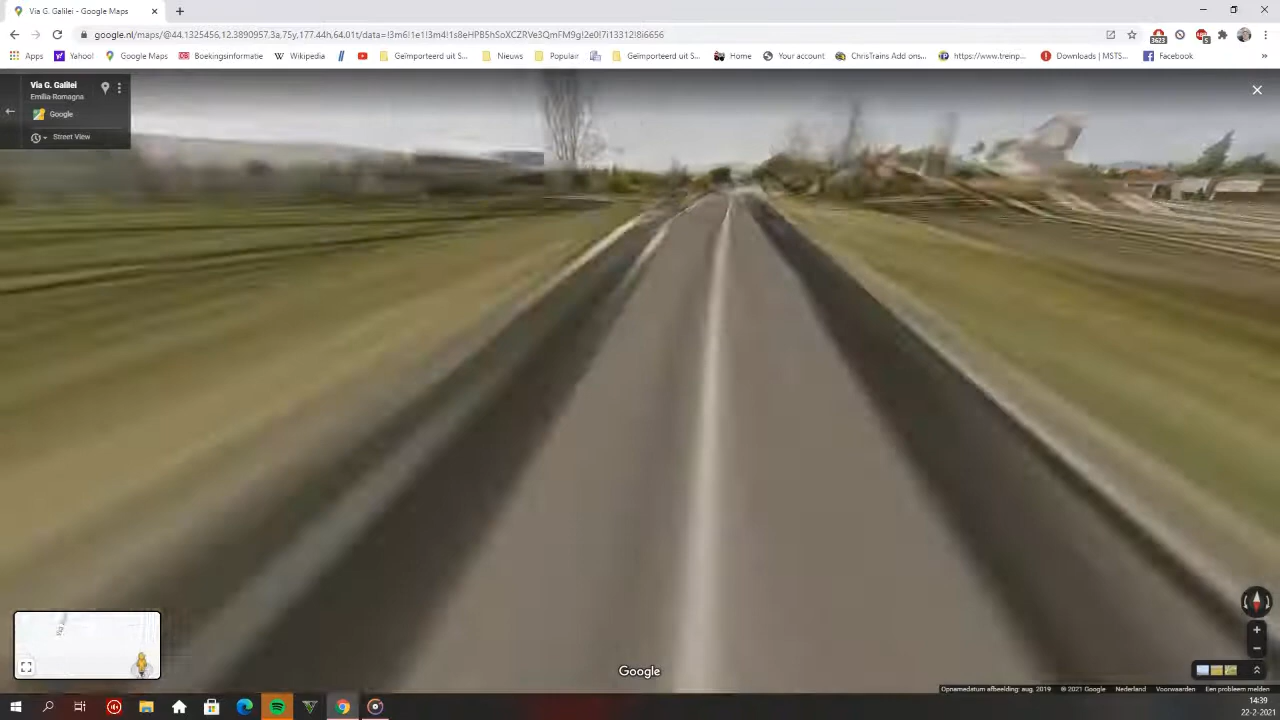 Via G. Galilei - Google Maps
google.nl/maps/@44.1325456,12.3890957,3a,75y,177.44h,64.01t/data=!3m6!1e1!3m4!1s8eHPB5hSoXCZRVe3QmFM9g!2e0!7i13312!8i6656
Apps Yahoo! Google Maps Boekingsinformatie Wikipedia // Geïmporteerd uit S... Nieuws Populair Geïmporteerd uit S... Home Your account ChrisTrains Add ons... https://www.treinp... Downloads | MSTS... Facebook »
Via G. Galilei
Emilia-Romagna
Google
Street View
Via
Google
Opnamedatum afbeelding: aug. 2019 © 2021 Google Nederland Voorwaarden Een probleem melden
14:39
22-2-2021